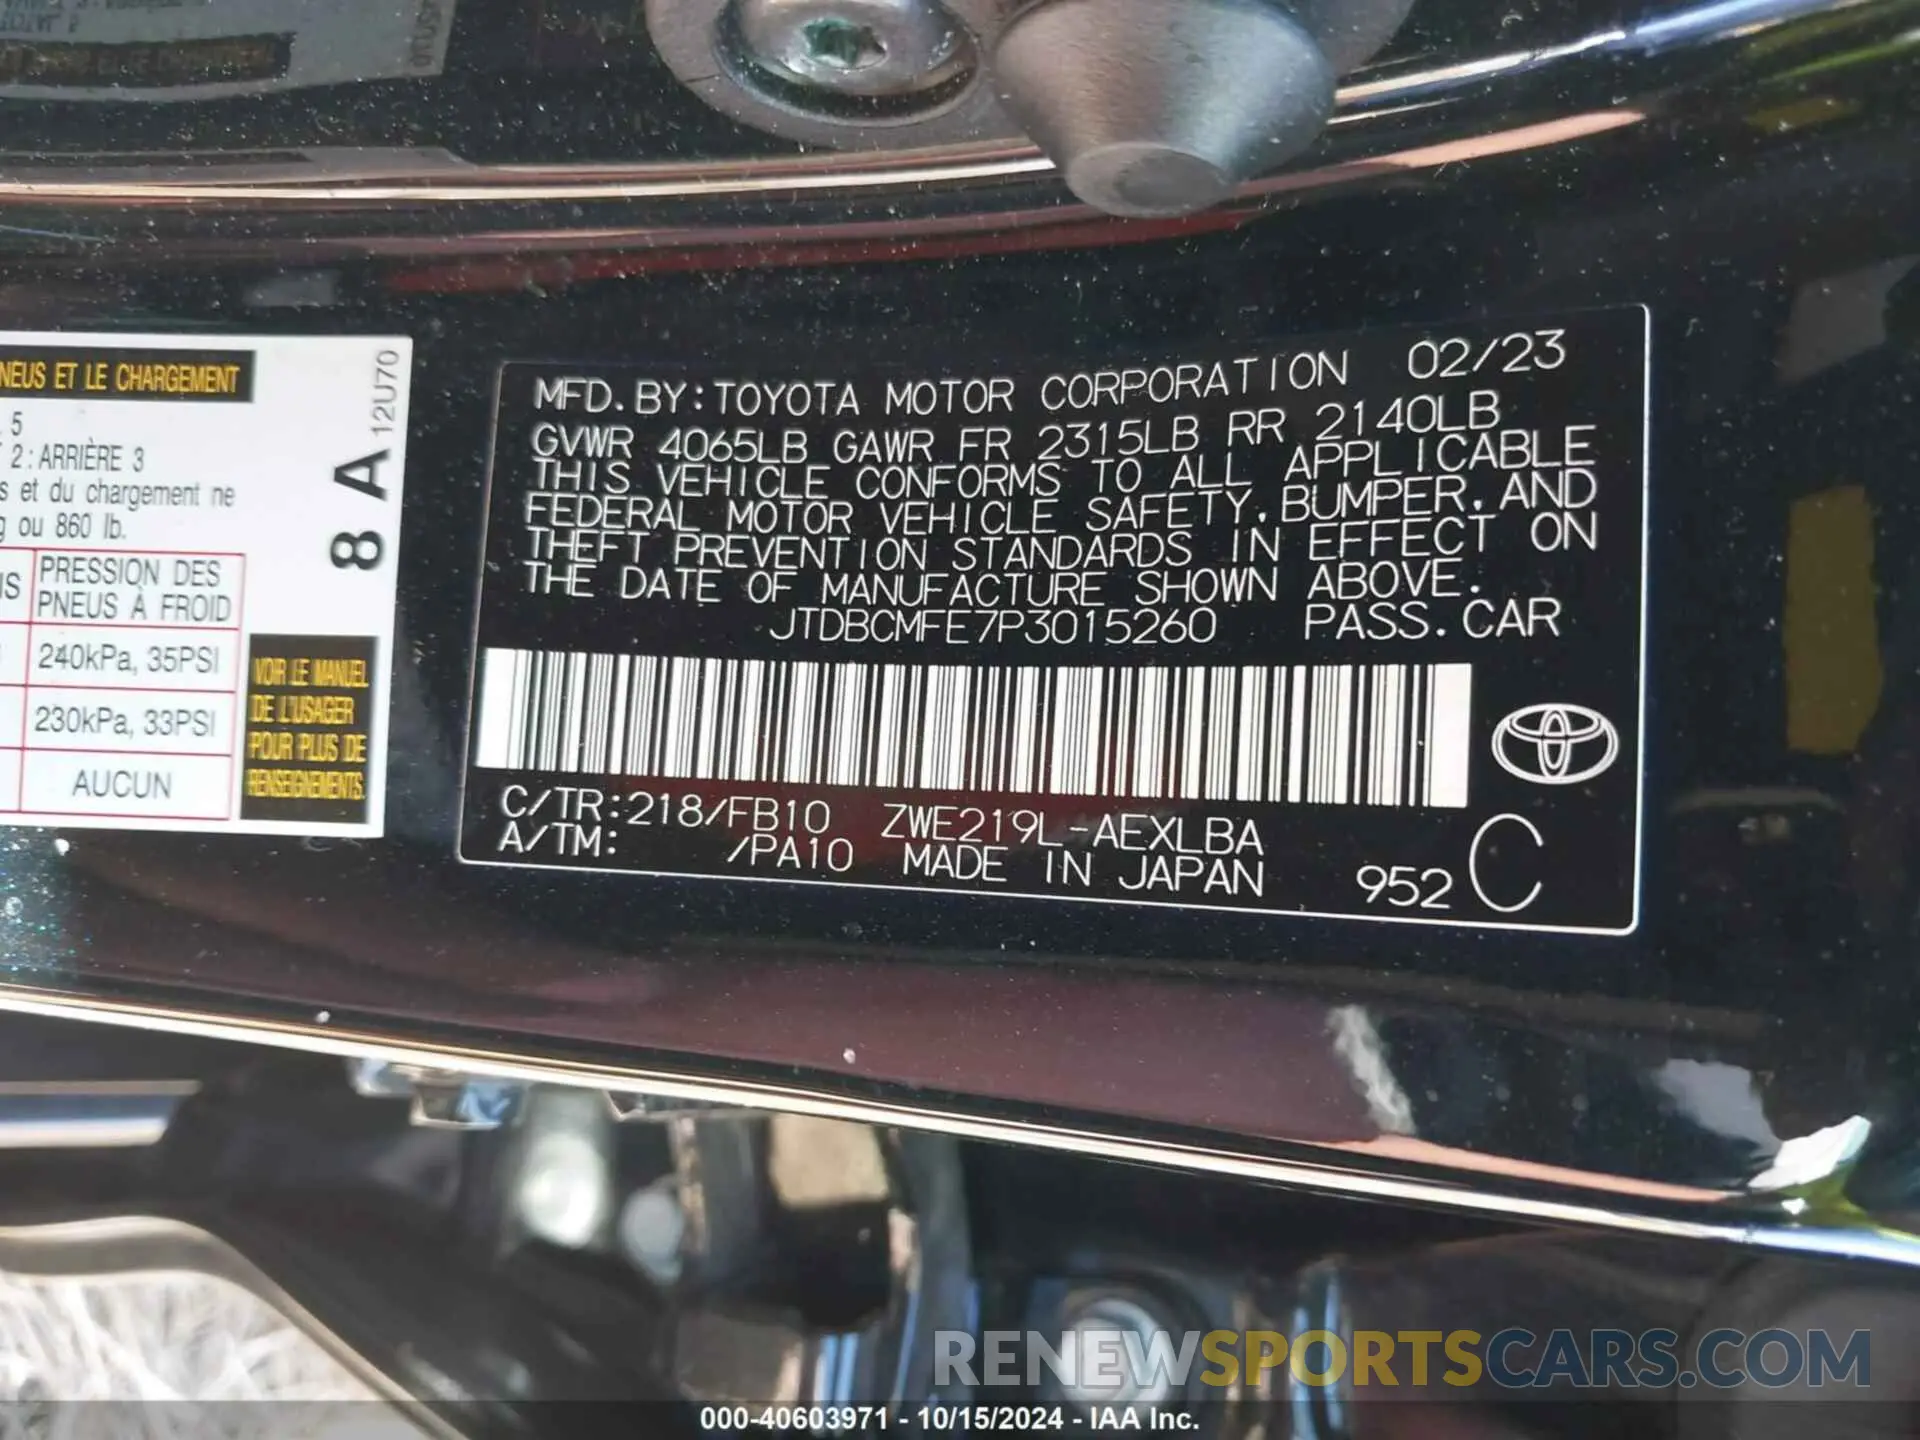 NEUS ET LE CHARGEMENT
5
2: ARRIÈRE 3
s et du chargement ne
g ou 860 lb.
PRESSION DES
PNEUS À FROID
240kPa, 35PSI
230kPa, 33PSI
AUCUN
VOIR LE MANUEL
DE L'USAGER
POUR PLUS DE
RENSEIGNEMENTS.
8 A
12U70
MFD. BY: TOYOTA MOTOR CORPORATION 02/23
GVWR 4065LB GAWR FR 2315LB RR 2140LB
THIS VEHICLE CONFORMS TO ALL APPLICABLE
FEDERAL MOTOR VEHICLE SAFETY, BUMPER, AND
THEFT PREVENTION STANDARDS IN EFFECT ON
THE DATE OF MANUFACTURE SHOWN ABOVE.
JTDBCMFE7P3015260 PASS. CAR
C/TR:218/FB10 ZWE219L-AEXLBA
A/TM: /PA10 MADE IN JAPAN 952 C
RENEWSPORTSCARS.COM
000-40603971 - 10/15/2024 - IAA Inc.